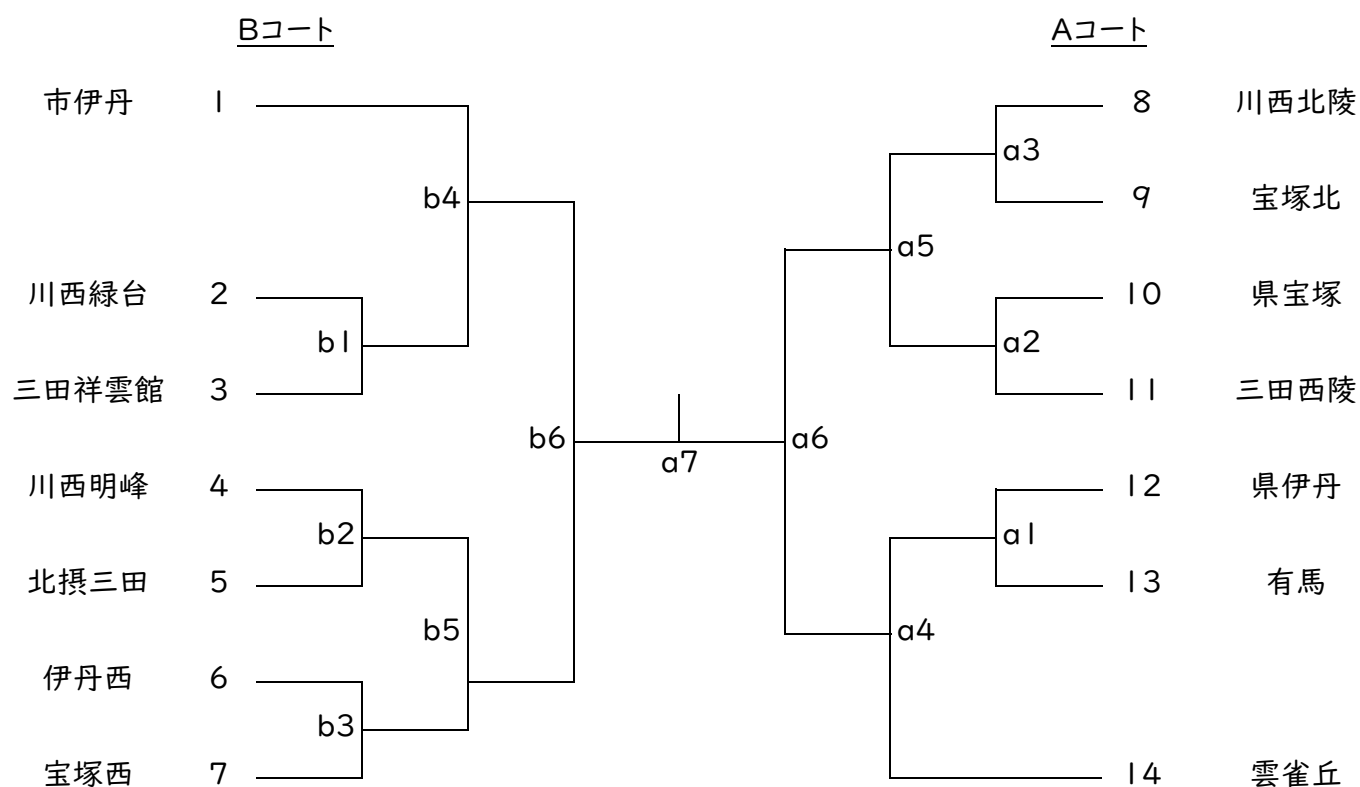 Bコート
Aコート
市伊丹 1
8 川西北陵
a3
b4
9 宝塚北
a5
川西緑台 2
10 県宝塚
b1
a2
三田祥雲館 3
11 三田西陵
b6
a6
a7
川西明峰 4
12 県伊丹
b2
a1
北摂三田 5
13 有馬
b5
a4
伊丹西 6
b3
宝塚西 7
14 雲雀丘